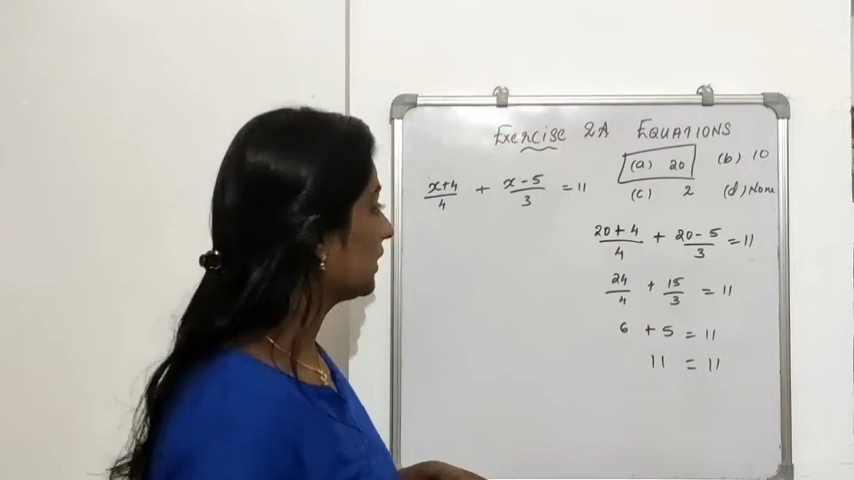 Exercise 2A EQUATIONS
(a) 20 (b) 10
(c) 2 (d) None
x+4/4 + x-5/3 = 11
20+4/4 + 20-5/3 = 11
24/4 + 15/3 = 11
6 + 5 = 11
11 = 11